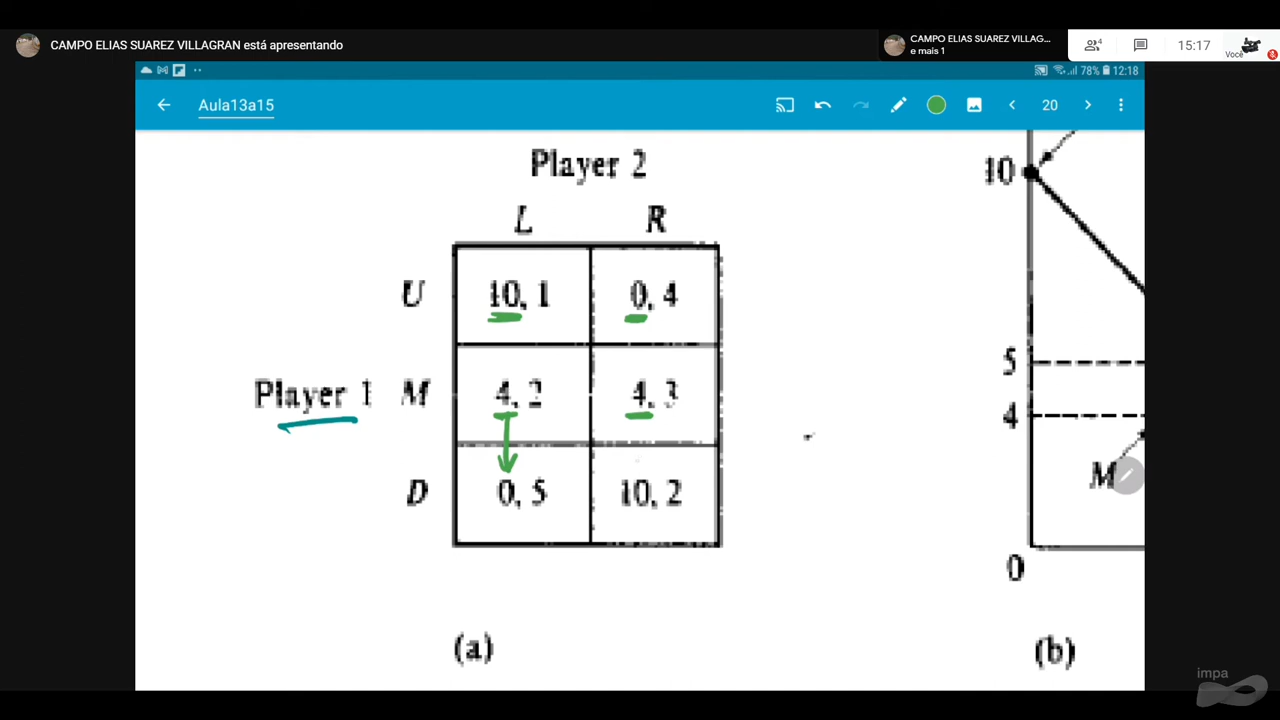 CAMPO ELIAS SUAREZ VILLAGRAN está apresentando
CAMPO ELIAS SUAREZ VILLAG...
e mais 1
4
15:17
Você
78% 12:18
Aula13a15
20
Player 2
L R
U 10, 1 0, 4
Player 1 M 4, 2 4, 3
D 0, 5 10, 2
(a)
10
5
4
M
0
(b)
impa